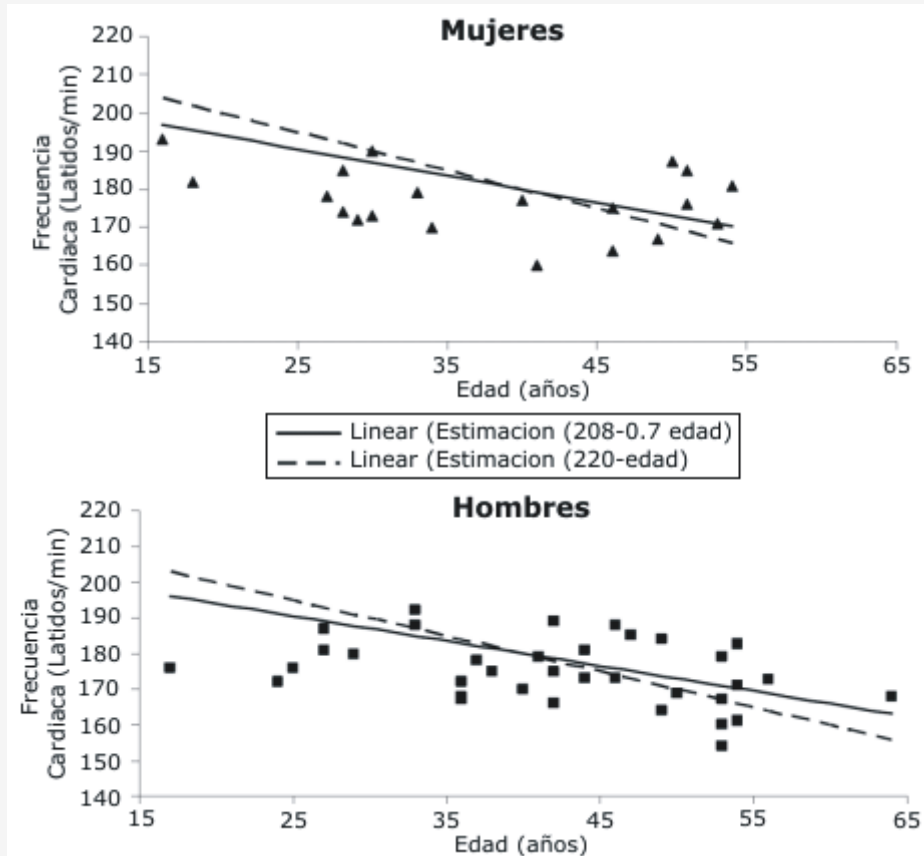 Mujeres
220
210
200
190
180
170
160
150
140
Frecuencia
Cardiaca (Latidos/min)
15 25 35 45 55 65
Edad (años)
Linear (Estimacion (208-0.7 edad)
Linear (Estimacion (220-edad)
Hombres
220
210
200
190
180
170
160
150
140
Frecuencia
Cardiaca (Latidos/min)
15 25 35 45 55 65
Edad (años)